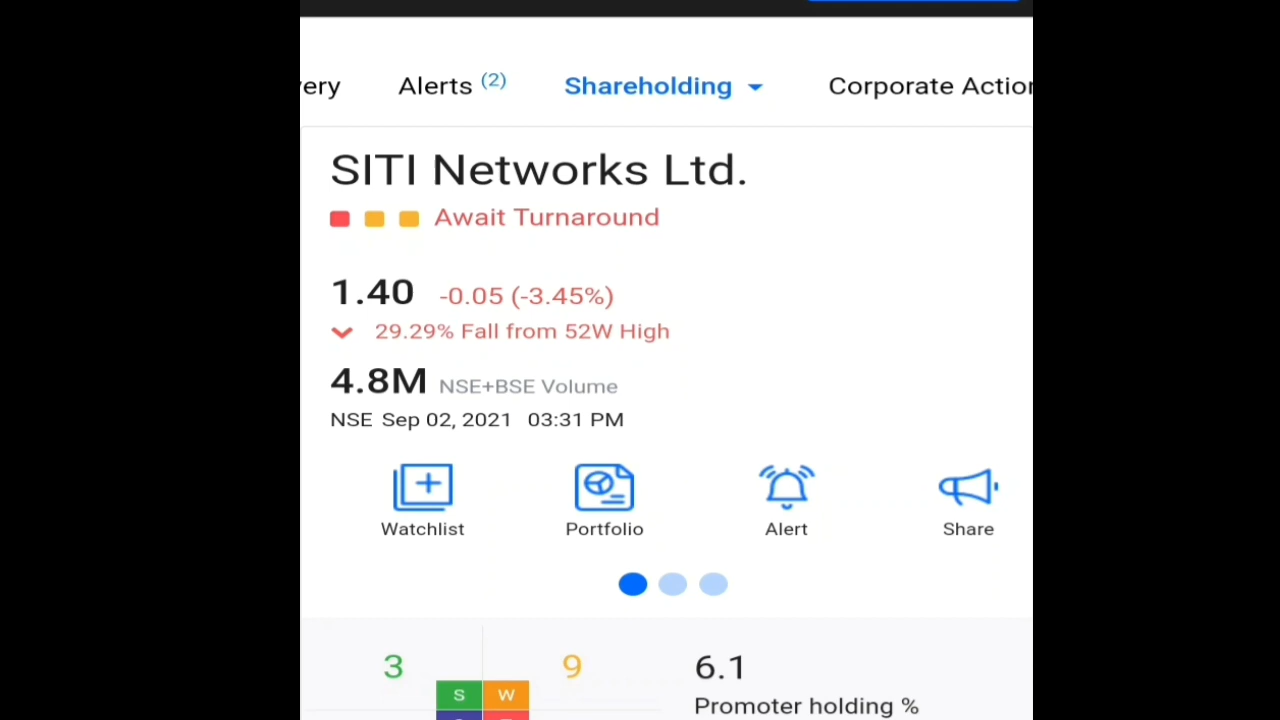 ery Alerts (2) Shareholding Corporate Action
SITI Networks Ltd.
Await Turnaround
1.40 -0.05 (-3.45%)
29.29% Fall from 52W High
4.8M NSE+BSE Volume
NSE Sep 02, 2021 03:31 PM
Watchlist Portfolio Alert Share
3 9 6.1
S W
Promoter holding %